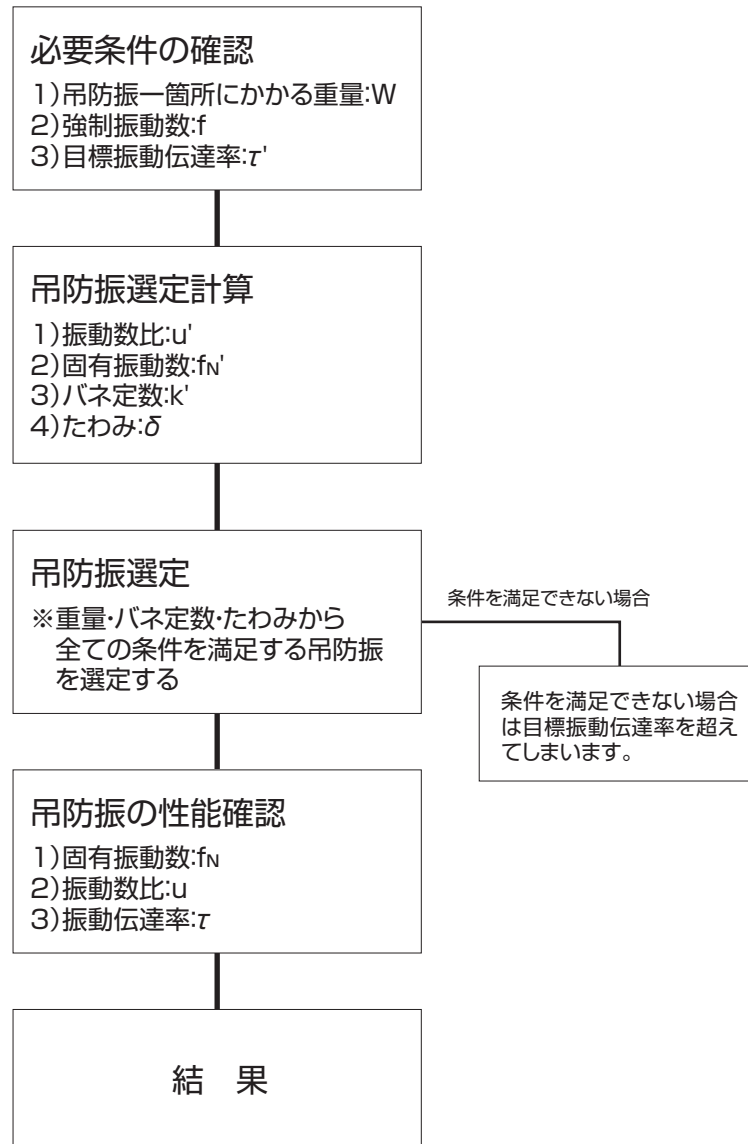 必要条件の確認
1)吊防振一箇所にかかる重量:W
2)強制振動数:f
3)目標振動伝達率:τ'
吊防振選定計算
1)振動数比:u'
2)固有振動数:fN'
3)バネ定数:k'
4)たわみ:δ
吊防振選定
※重量・バネ定数・たわみから
全ての条件を満足する吊防振
を選定する
条件を満足できない場合
条件を満足できない場合
は目標振動伝達率を超え
てしまいます。
吊防振の性能確認
1)固有振動数:fN
2)振動数比:u
3)振動伝達率:τ
結 果